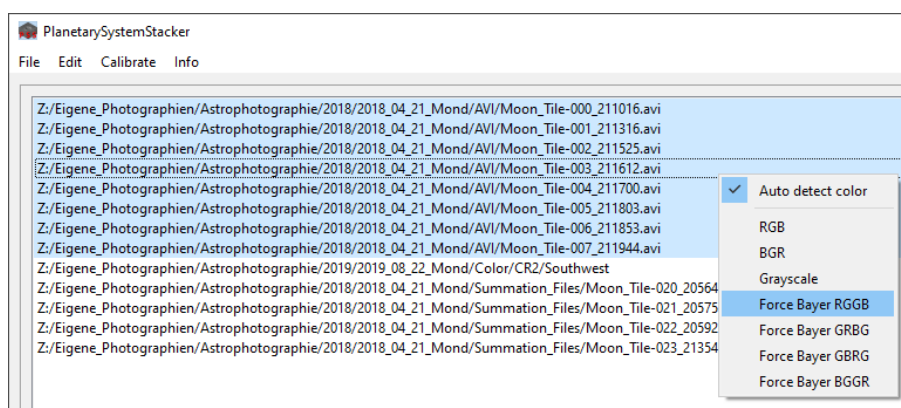 PlanetarySystemStacker
File Edit Calibrate Info
Z:/Eigene_Photographien/Astrophotographie/2018/2018_04_21_Mond/AVI/Moon_Tile-000_211016.avi
Z:/Eigene_Photographien/Astrophotographie/2018/2018_04_21_Mond/AVI/Moon_Tile-001_211316.avi
Z:/Eigene_Photographien/Astrophotographie/2018/2018_04_21_Mond/AVI/Moon_Tile-002_211525.avi
Z:/Eigene_Photographien/Astrophotographie/2018/2018_04_21_Mond/AVI/Moon_Tile-003_211612.avi
Z:/Eigene_Photographien/Astrophotographie/2018/2018_04_21_Mond/AVI/Moon_Tile-004_211700.avi
Z:/Eigene_Photographien/Astrophotographie/2018/2018_04_21_Mond/AVI/Moon_Tile-005_211803.avi
Z:/Eigene_Photographien/Astrophotographie/2018/2018_04_21_Mond/AVI/Moon_Tile-006_211853.avi
Z:/Eigene_Photographien/Astrophotographie/2018/2018_04_21_Mond/AVI/Moon_Tile-007_211944.avi
Z:/Eigene_Photographien/Astrophotographie/2019/2019_08_22_Mond/Color/CR2/Southwest
Z:/Eigene_Photographien/Astrophotographie/2018/2018_04_21_Mond/Summation_Files/Moon_Tile-020_20564
Z:/Eigene_Photographien/Astrophotographie/2018/2018_04_21_Mond/Summation_Files/Moon_Tile-021_20575
Z:/Eigene_Photographien/Astrophotographie/2018/2018_04_21_Mond/Summation_Files/Moon_Tile-022_20592
Z:/Eigene_Photographien/Astrophotographie/2018/2018_04_21_Mond/Summation_Files/Moon_Tile-023_21354
Auto detect color
RGB
BGR
Grayscale
Force Bayer RGGB
Force Bayer GRBG
Force Bayer GBRG
Force Bayer BGGR